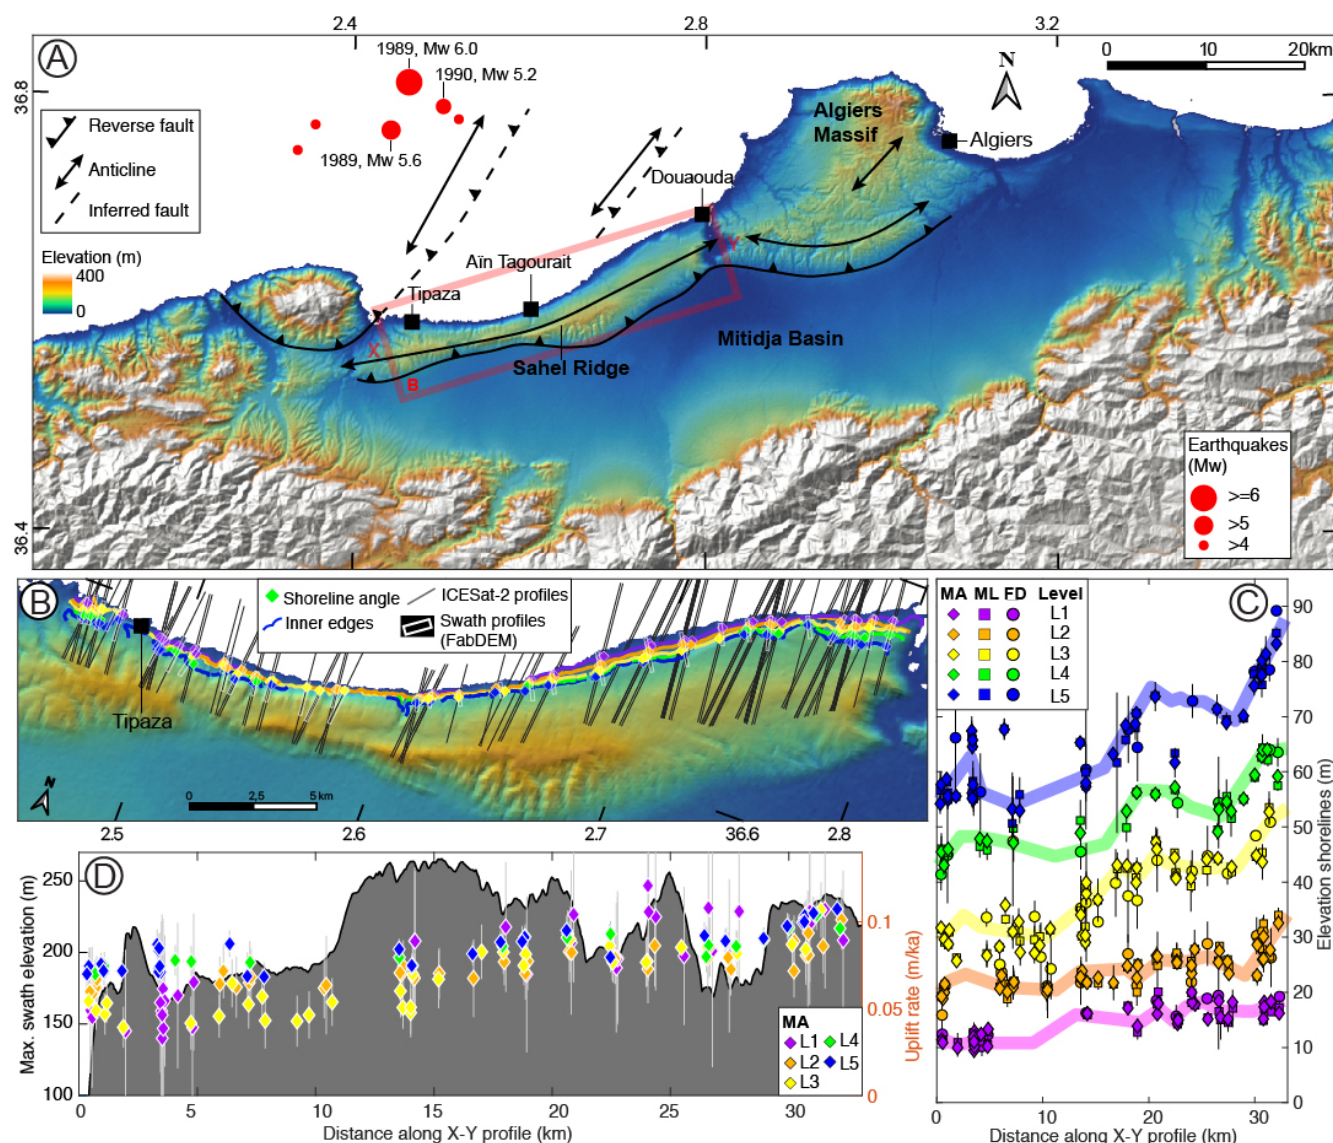 2.4
2.8
3.2
A
1989, Mw 6.0
1990, Mw 5.2
1989, Mw 5.6
0
10
20km
N
36.8
Reverse fault
Anticline
Inferred fault
Algiers
Massif
Algiers
Douaouda
Elevation (m)
400
0
Aïn Tagourait
Tipaza
X
Y
B
Sahel Ridge
Mitidja Basin
36.4
Earthquakes
(Mw)
>=6
>5
>4
B
Shoreline angle
Inner edges
ICESat-2 profiles
Swath profiles
(FabDEM)
Tipaza
N
0
2,5
5 km
2.5
2.6
2.7
36.6
2.8
C
MA ML FD Level
L1
L2
L3
L4
L5
90
80
70
60
50
40
30
20
10
0
Elevation shorelines (m)
0
10
20
30
Distance along X-Y profile (km)
D
250
200
150
100
Max. swath elevation (m)
0.1
0.05
0
Uplift rate (m/ka)
MA
L1 L4
L2 L5
L3
0
5
10
15
20
25
30
Distance along X-Y profile (km)